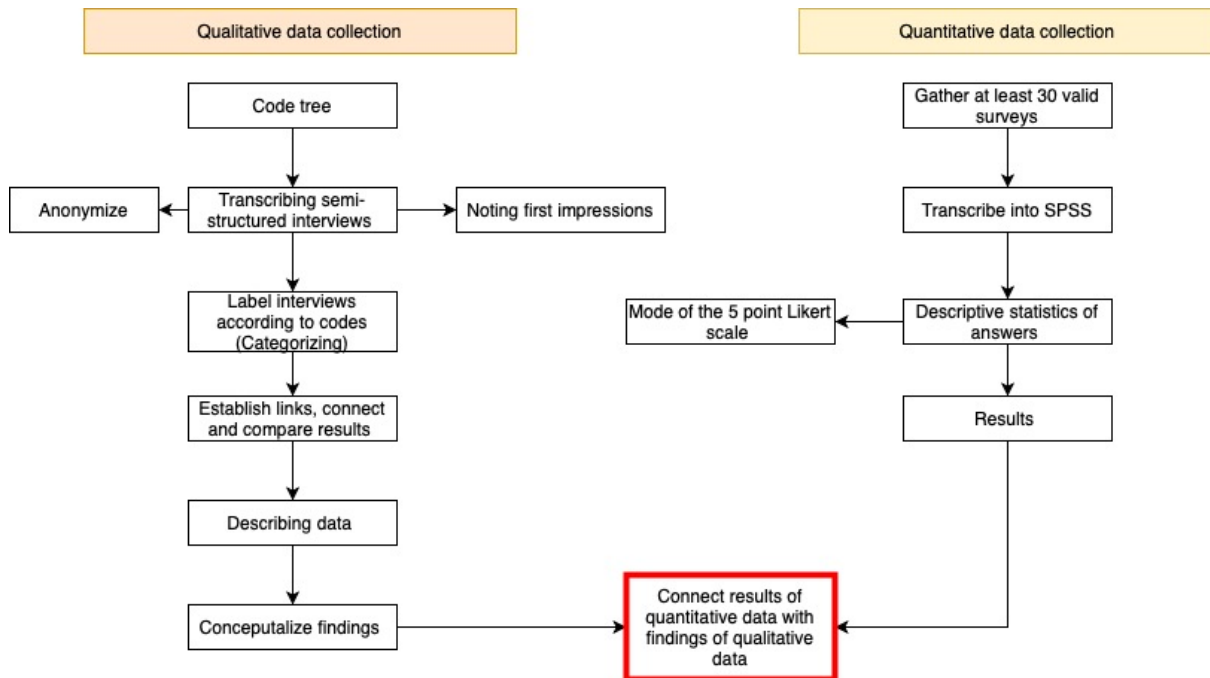 Qualitative data collection
Quantitative data collection
Code tree
Gather at least 30 valid
surveys
Anonymize
Transcribing semi-
structured interviews
Noting first impressions
Transcribe into SPSS
Label interviews
according to codes
(Categorizing)
Mode of the 5 point Likert
scale
Descriptive statistics of
answers
Establish links, connect
and compare results
Results
Describing data
Conceputalize findings
Connect results of
quantitative data with
findings of qualitative
data